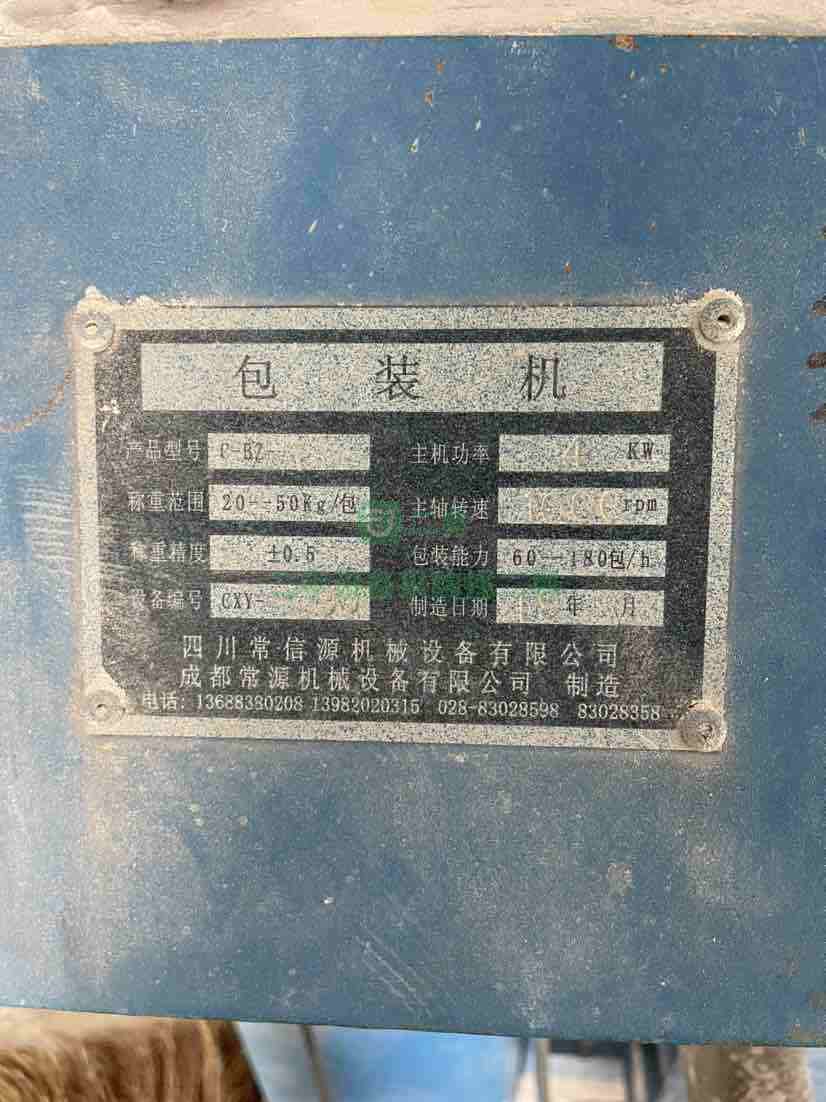 包装机
产品型号 C-BZ- 主机功率 4 KW
称重范围 20--50Kg/包 主轴转速 rpm
称重精度 ±0.5 包装能力 60--180包/h
设备编号 CXY- 制造日期 年 月
四川常信源机械设备有限公司
成都常源机械设备有限公司 制造
电话: 13688380208 13982020315 028-83028598 83028358